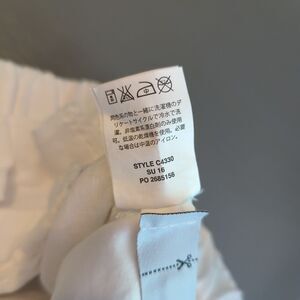 同色系の物と一緒に洗濯機のデ
リケートサイクルで冷水で洗
濯。非塩素系漂白剤のみ使用
可。低温の乾燥機を使用。必要
な場合は中温のアイロン。
STYLE C4330
SU 16
PO 2685156